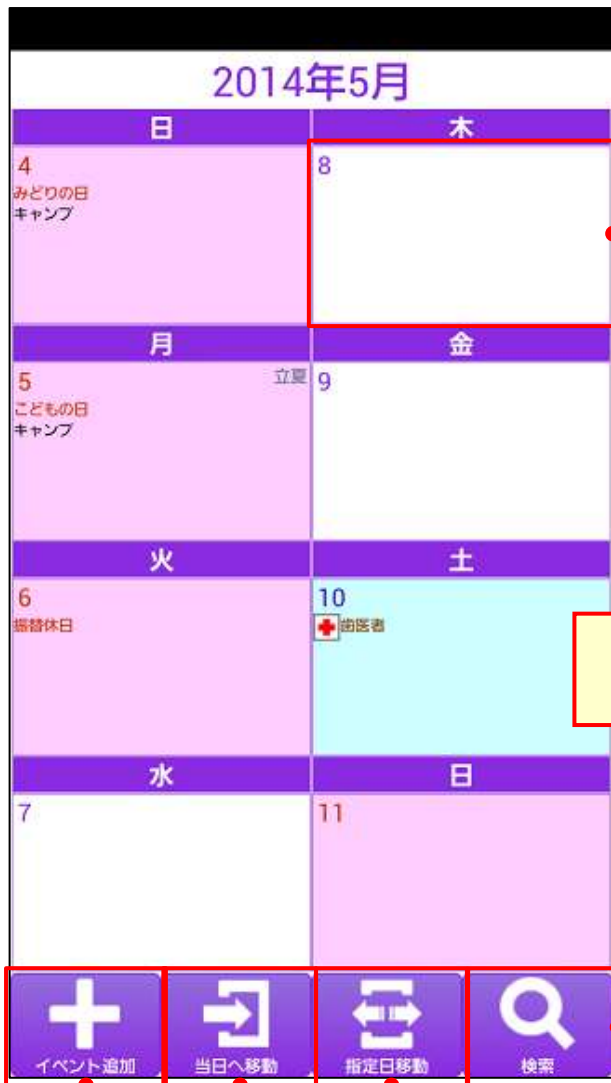 2014年5月
日
4
みどりの日
キャンプ
月
5 立夏
こどもの日
キャンプ
火
6
振替休日
水
7
木
8
金
9
土
10
歯医者
日
11
イベント追加 当日へ移動 指定日移動 検索